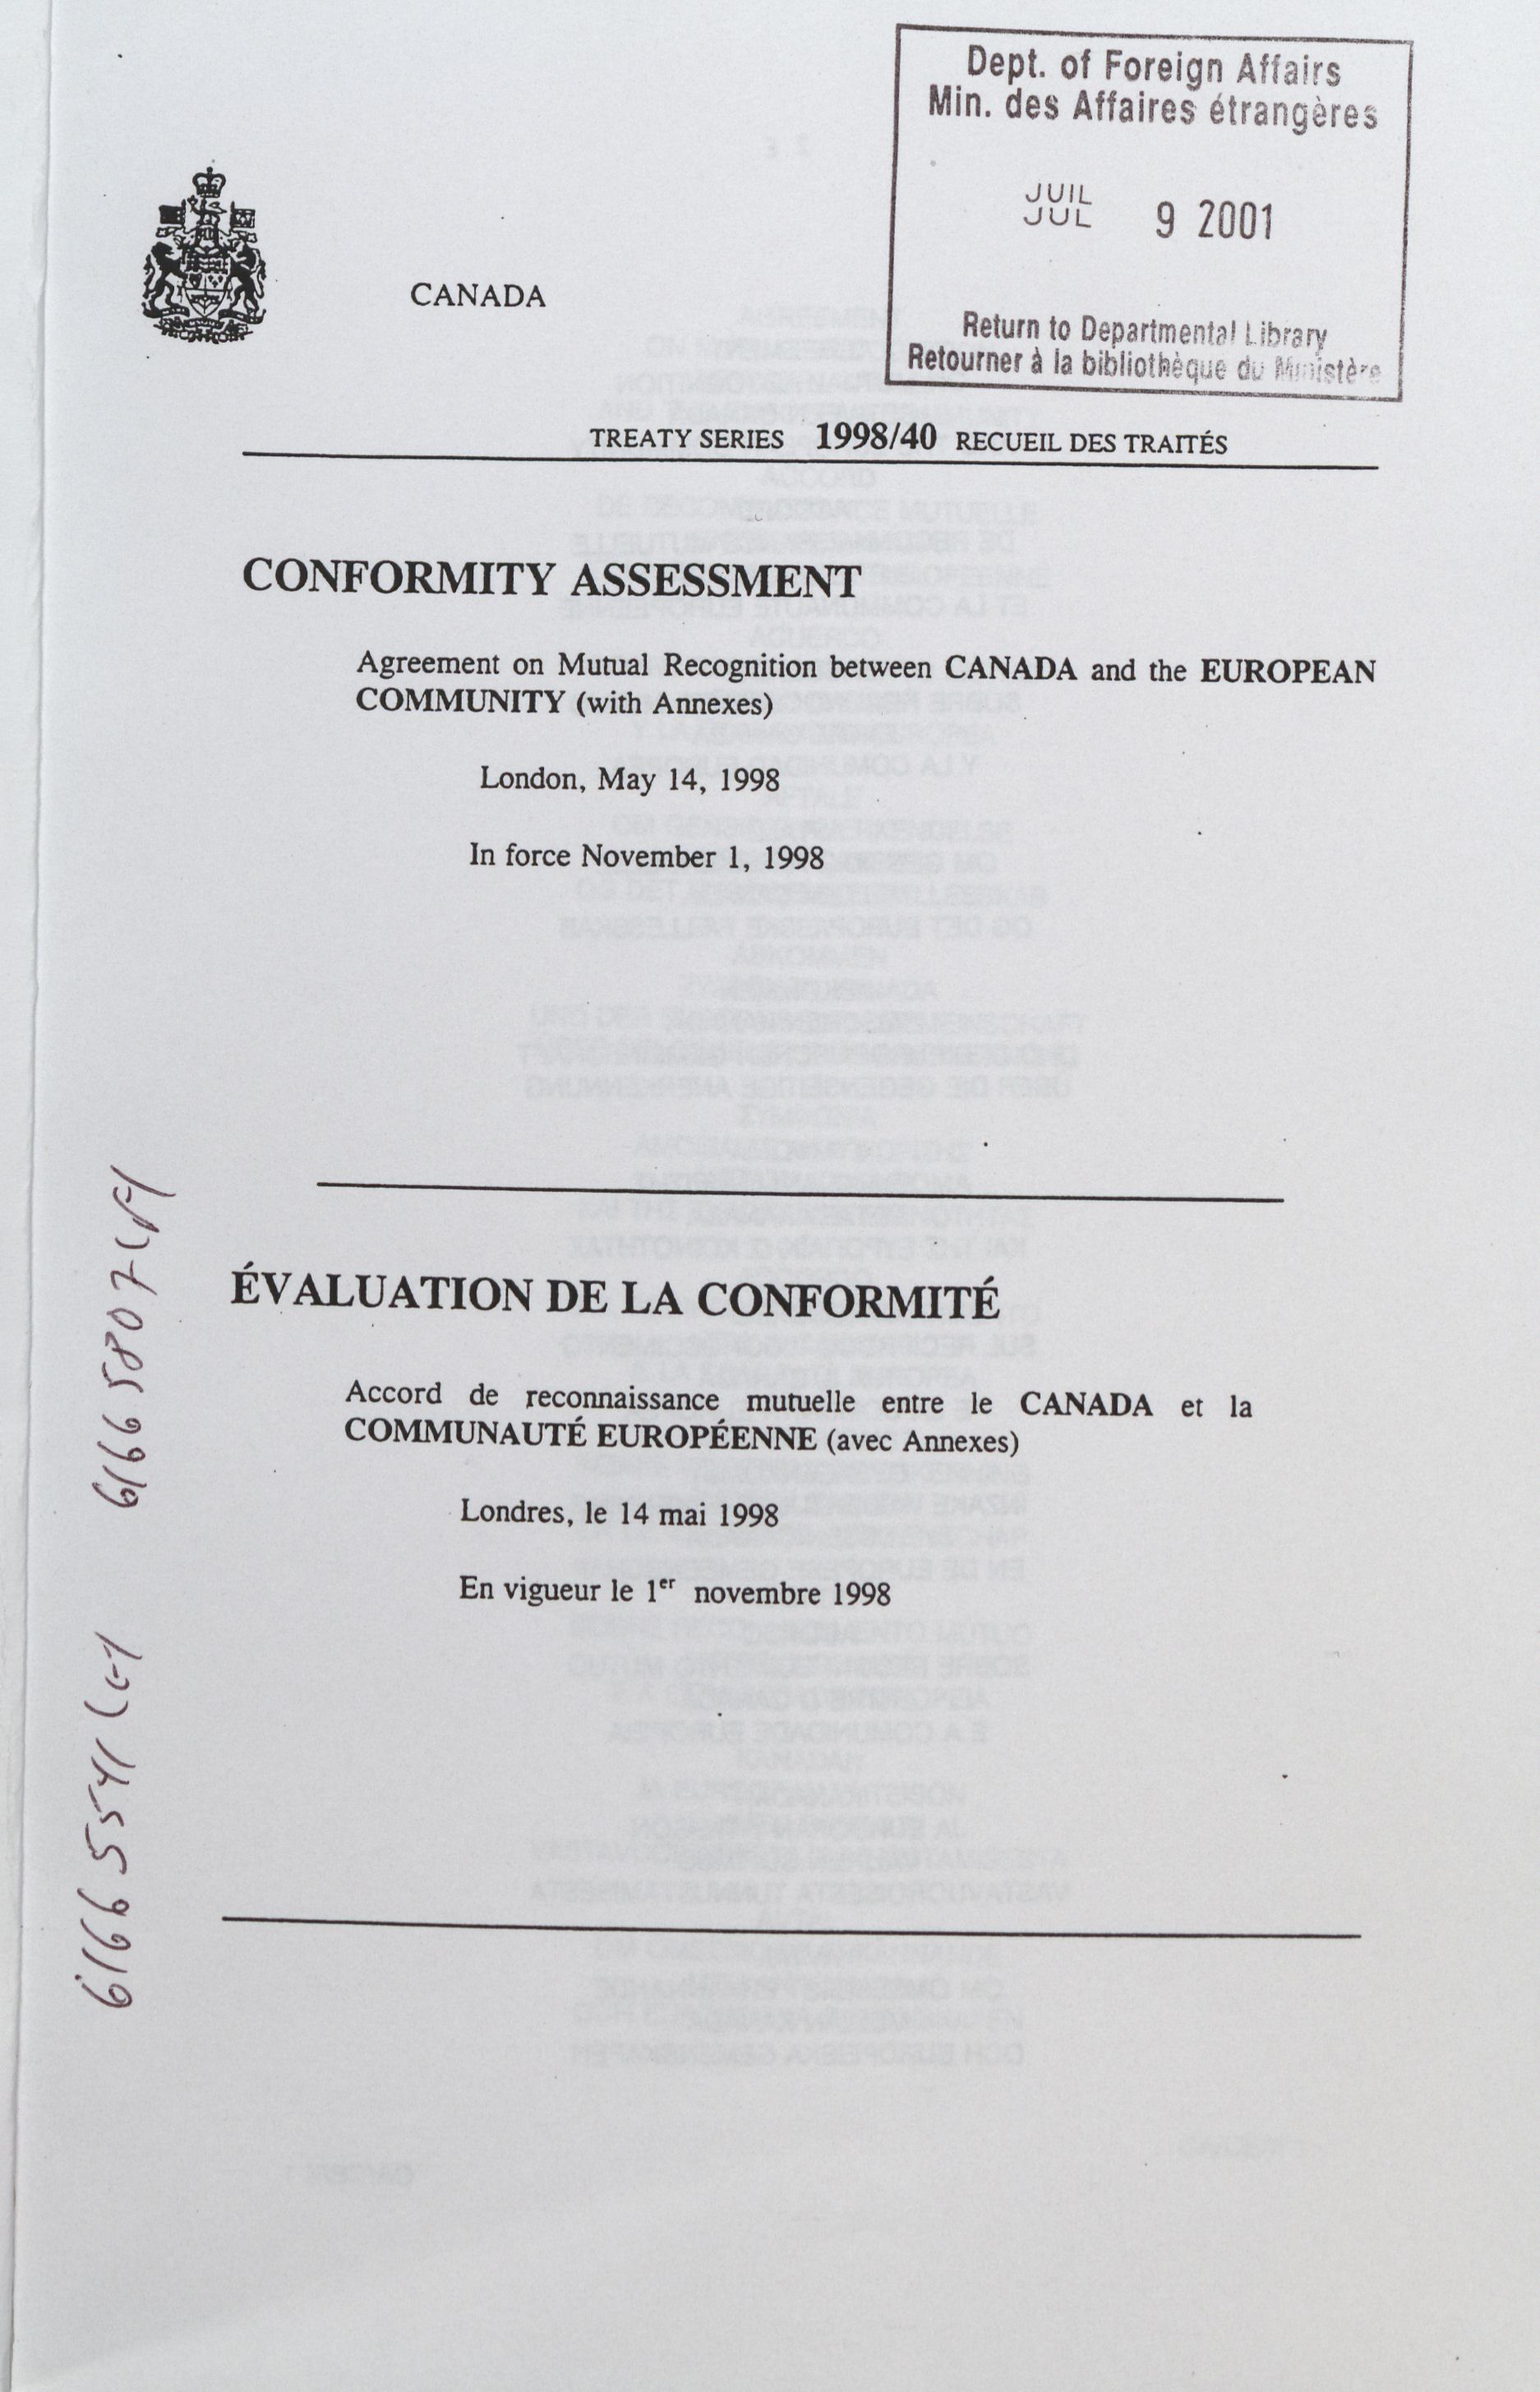 Dept. of Foreign Affairs
Min. des Affaires étrangères
JUIL
JUL 9 2001
Return to Departmental Library
Retourner à la bibliothèque du Ministère
CANADA
TREATY SERIES 1998/40 RECUEIL DES TRAITÉS
CONFORMITY ASSESSMENT
Agreement on Mutual Recognition between CANADA and the EUROPEAN
COMMUNITY (with Annexes)
London, May 14, 1998
In force November 1, 1998
ÉVALUATION DE LA CONFORMITÉ
Accord de reconnaissance mutuelle entre le CANADA et la
COMMUNAUTÉ EUROPÉENNE (avec Annexes)
Londres, le 14 mai 1998
En vigueur le 1er novembre 1998